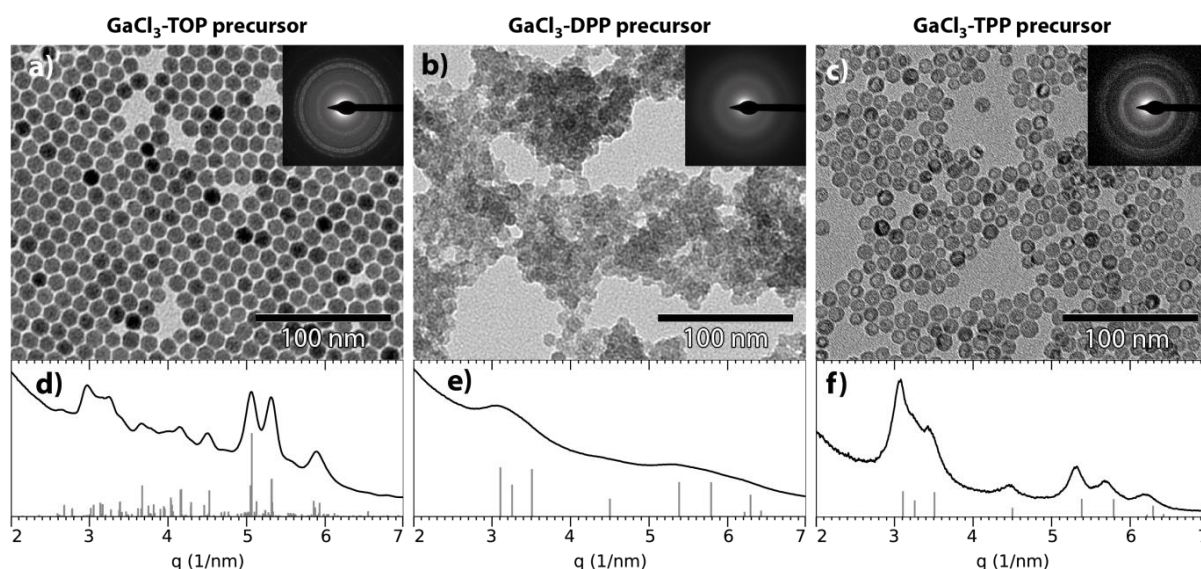 GaCl₃-TOP precursor
GaCl₃-DPP precursor
GaCl₃-TPP precursor
a)
b)
c)
100 nm
100 nm
100 nm
d)
e)
f)
2 3 4 5 6 7
2 3 4 5 6 7
2 3 4 5 6 7
q (1/nm)
q (1/nm)
q (1/nm)